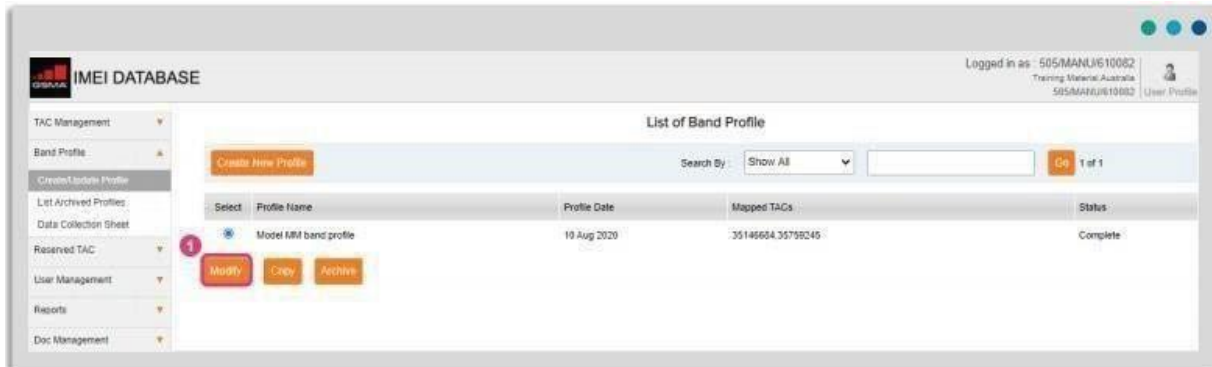 GSMA IMEI DATABASE
Logged in as : 505/MANU/610082
Training Material Australia
505/MANU/610082 User Profile
TAC Management
Band Profile
Create/Update Profile
List Archived Profiles
Data Collection Sheet
Reserved TAC
User Management
Reports
Doc Management
List of Band Profile
Create New Profile
Search By : Show All Go 1 of 1
Select Profile Name Profile Date Mapped TACs Status
Model MM band profile 10 Aug 2020 35146684,35759245 Complete
1
Modify Copy Archive